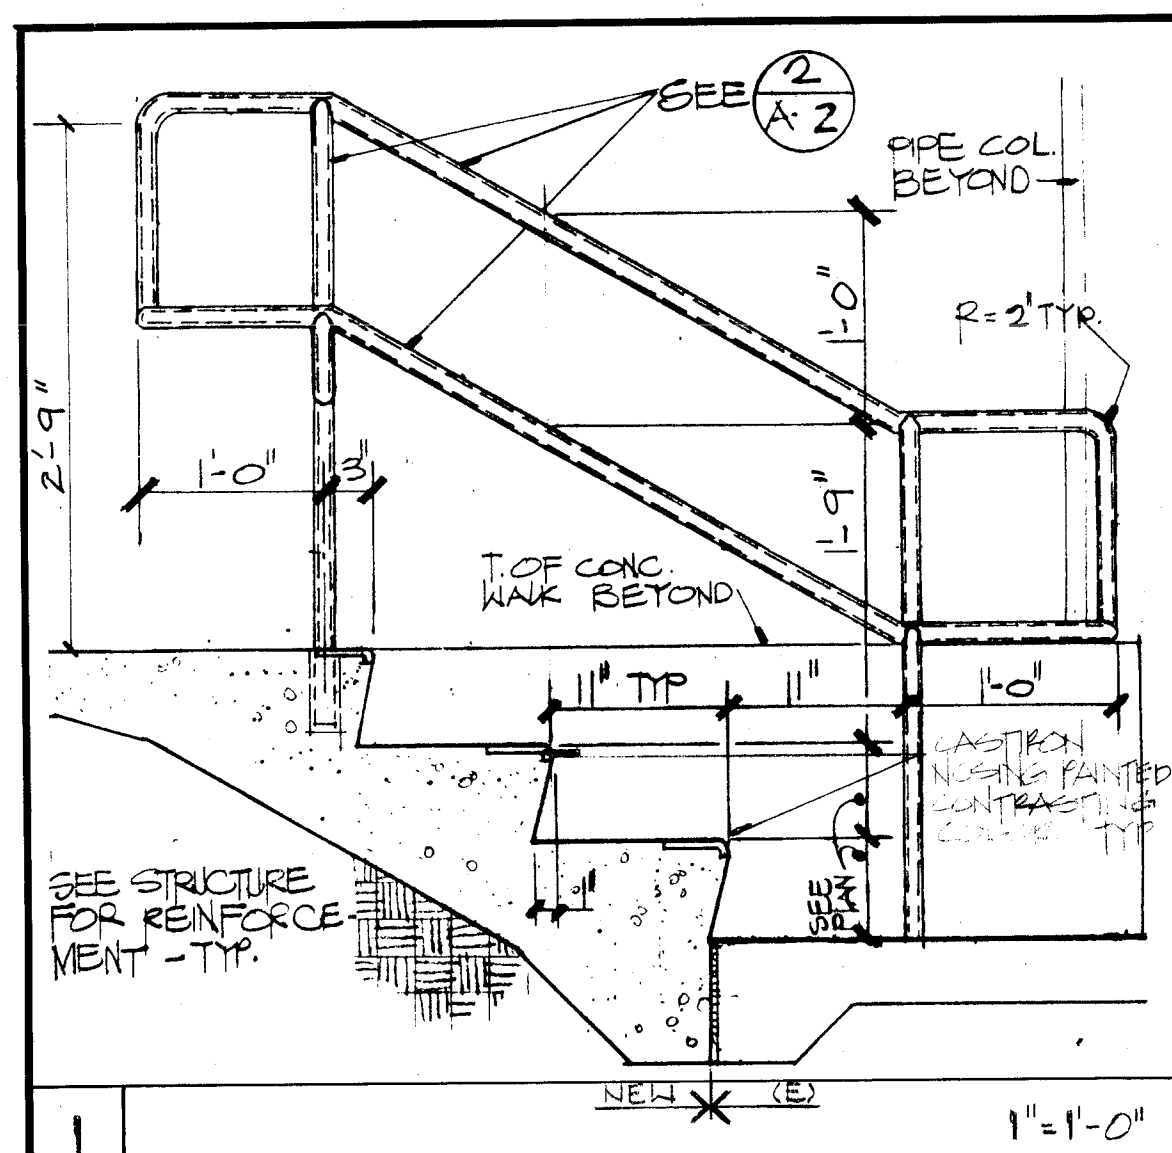 SEE 2
A·2
PIPE COL.
BEYOND
1'-0"
R=2" TYP.
2'-9"
1'-0" 3"
1'-9"
T. OF CONC.
WALK BEYOND
11" TYP 11" 1'-0"
CAST IRON
NOSING PAINTED
CONTRASTING
TYP
SEE STRUCTURE
FOR REINFORCE-
MENT - TYP.
1"
SEE
PLAN
NEW (E)
1 1"=1'-0"